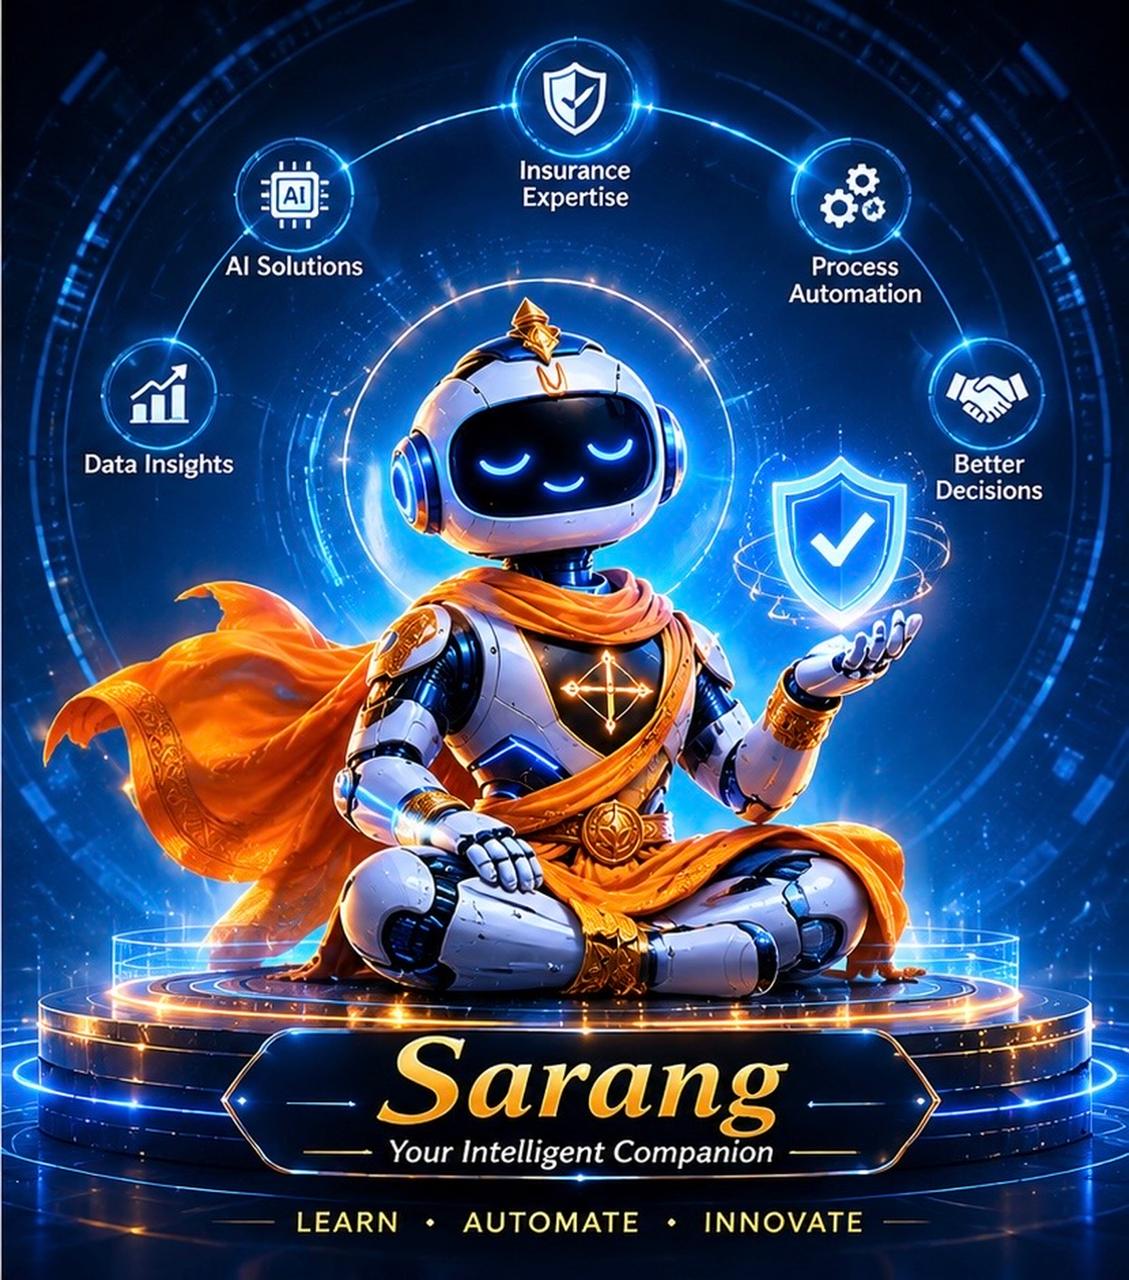 Insurance
Expertise
AI
AI Solutions
Process
Automation
Data Insights
Better
Decisions
Sarang
Your Intelligent Companion
LEARN • AUTOMATE • INNOVATE